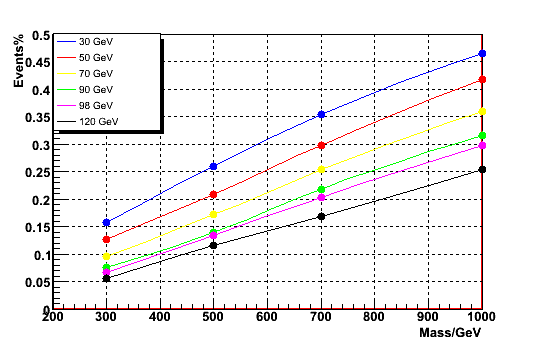 Events%
0.5
0.45
0.4
0.35
0.3
0.25
0.2
0.15
0.1
0.05
0
30 GeV
50 GeV
70 GeV
90 GeV
98 GeV
120 GeV
200 300 400 500 600 700 800 900 1000
Mass/GeV